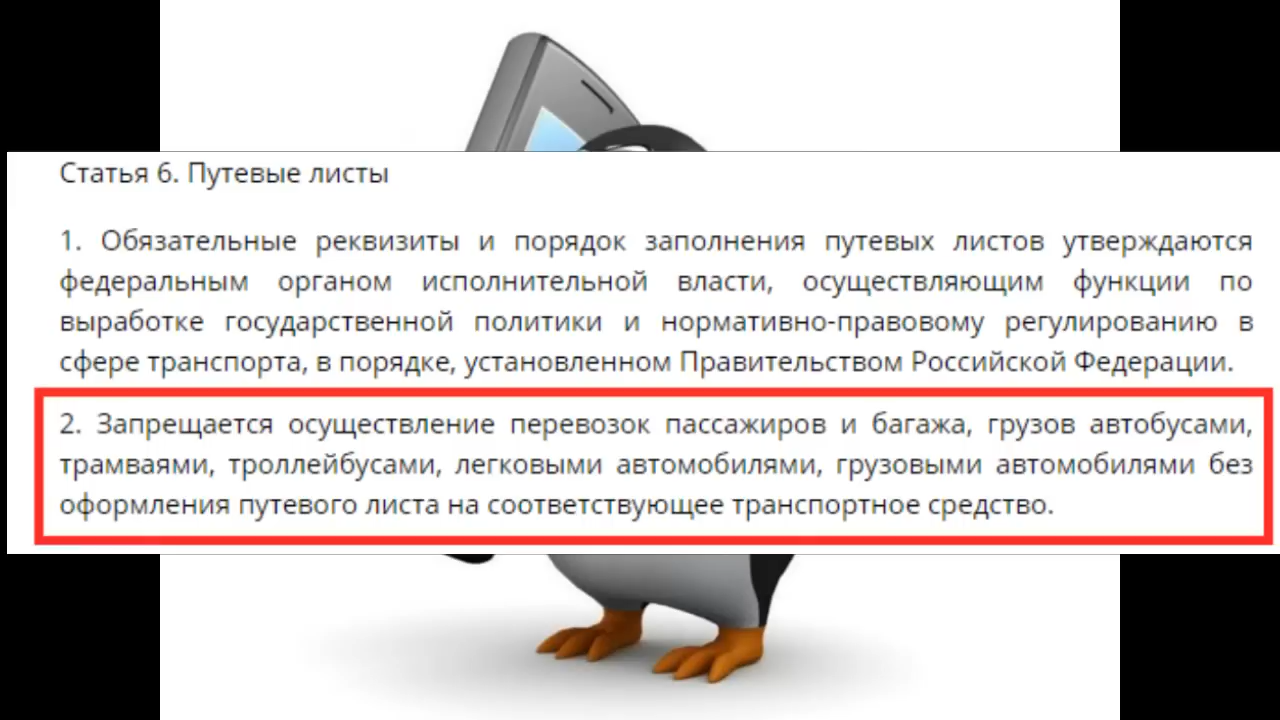 Статья 6. Путевые листы
1. Обязательные реквизиты и порядок заполнения путевых листов утверждаются
федеральным органом исполнительной власти, осуществляющим функции по
выработке государственной политики и нормативно-правовому регулированию в
сфере транспорта, в порядке, установленном Правительством Российской Федерации.
2. Запрещается осуществление перевозок пассажиров и багажа, грузов автобусами,
трамваями, троллейбусами, легковыми автомобилями, грузовыми автомобилями без
оформления путевого листа на соответствующее транспортное средство.